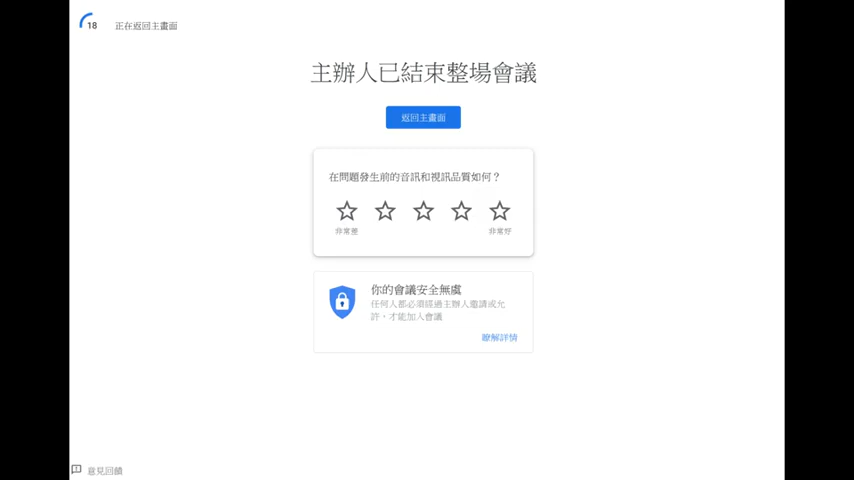 18
正在返回主畫面
主辦人已結束整場會議
返回主畫面
在問題發生前的音訊和視訊品質如何？
非常差
非常好
你的會議安全無虞
任何人都必須經過主辦人邀請或允
許，才能加入會議
瞭解詳情
意見回饋